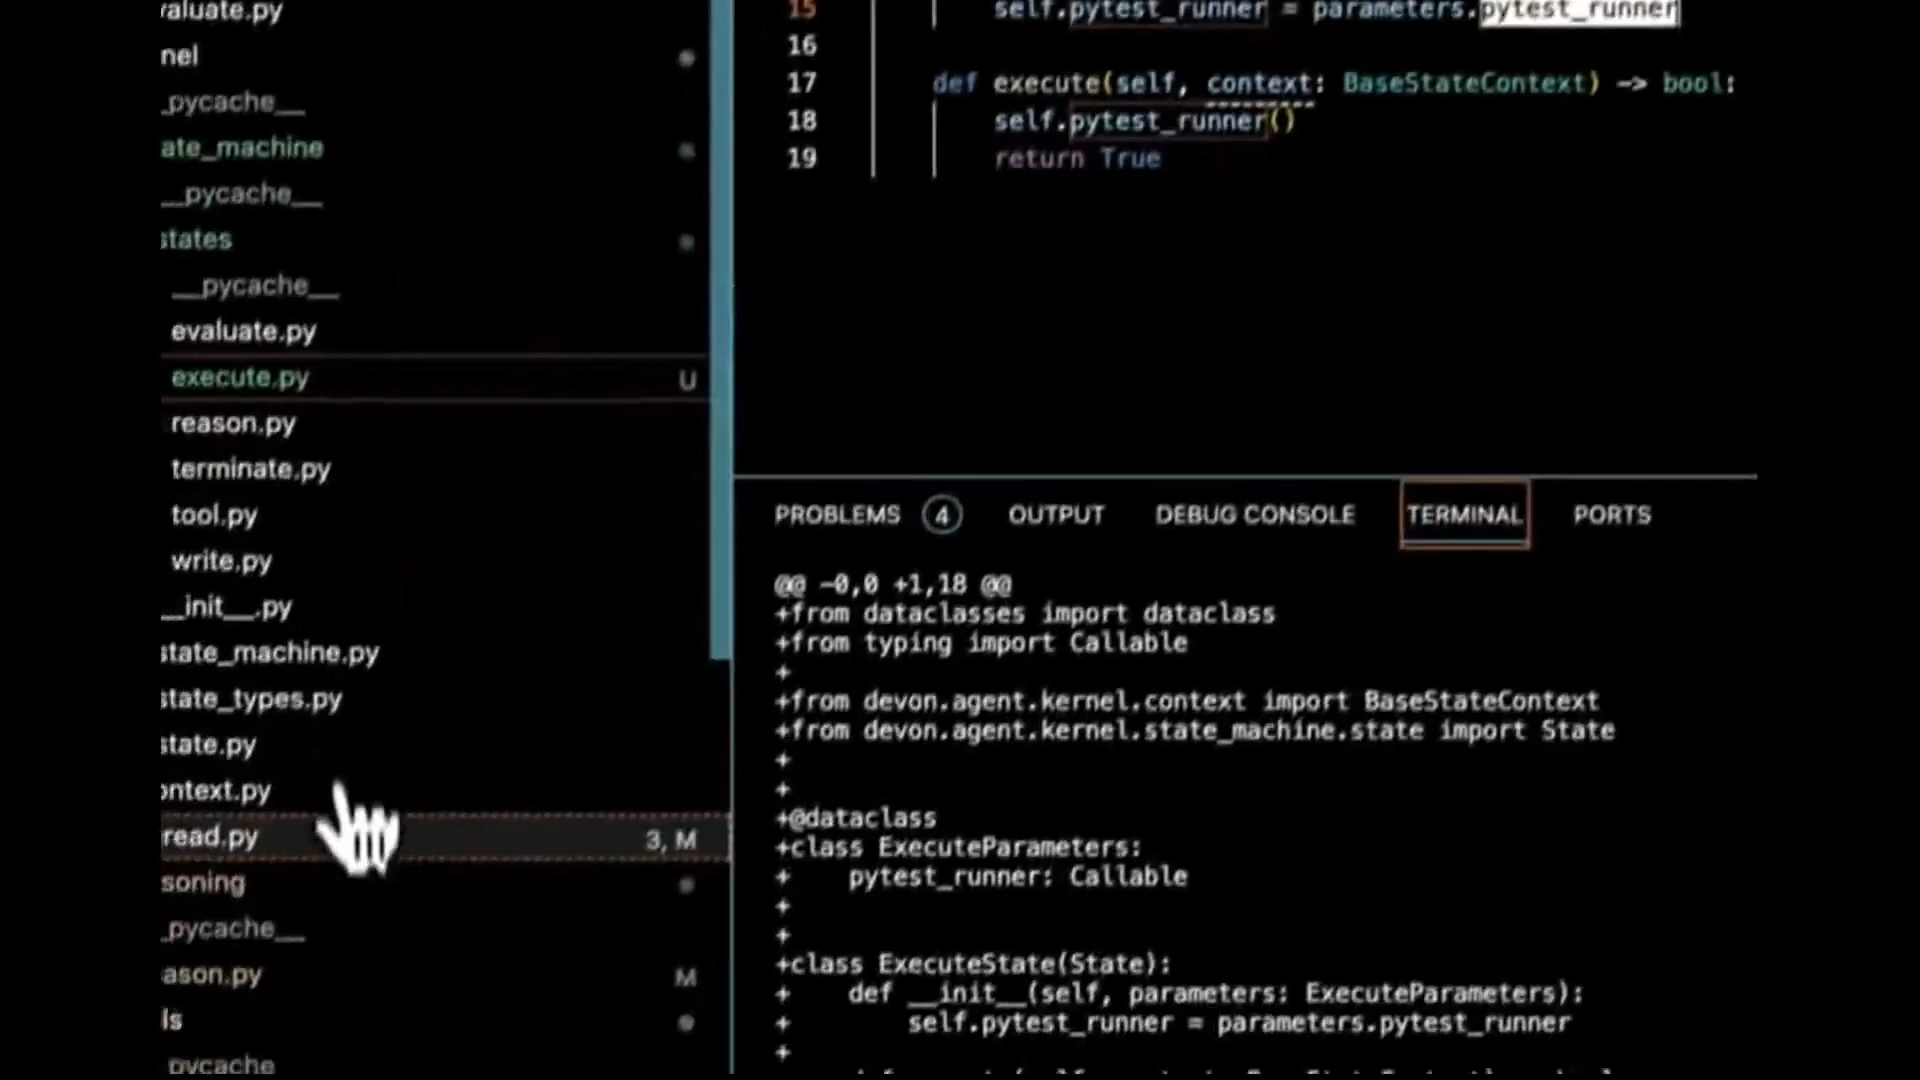 valuate.py
nel
_pycache__
ate_machine
__pycache__
states
__pycache__
evaluate.py
execute.py U
reason.py
terminate.py
tool.py
write.py
__init__.py
state_machine.py
state_types.py
state.py
ontext.py
read.py 3, M
soning
_pycache__
ason.py M
ls
pycache
15 self.pytest_runner = parameters.pytest_runner
16
17 def execute(self, context: BaseStateContext) -> bool:
18 self.pytest_runner()
19 return True
PROBLEMS 4 OUTPUT DEBUG CONSOLE TERMINAL PORTS
@@ -0,0 +1,18 @@
+from dataclasses import dataclass
+from typing import Callable
+
+from devon.agent.kernel.context import BaseStateContext
+from devon.agent.kernel.state_machine.state import State
+
+
+@dataclass
+class ExecuteParameters:
+    pytest_runner: Callable
+
+
+class ExecuteState(State):
+    def __init__(self, parameters: ExecuteParameters):
+        self.pytest_runner = parameters.pytest_runner
+